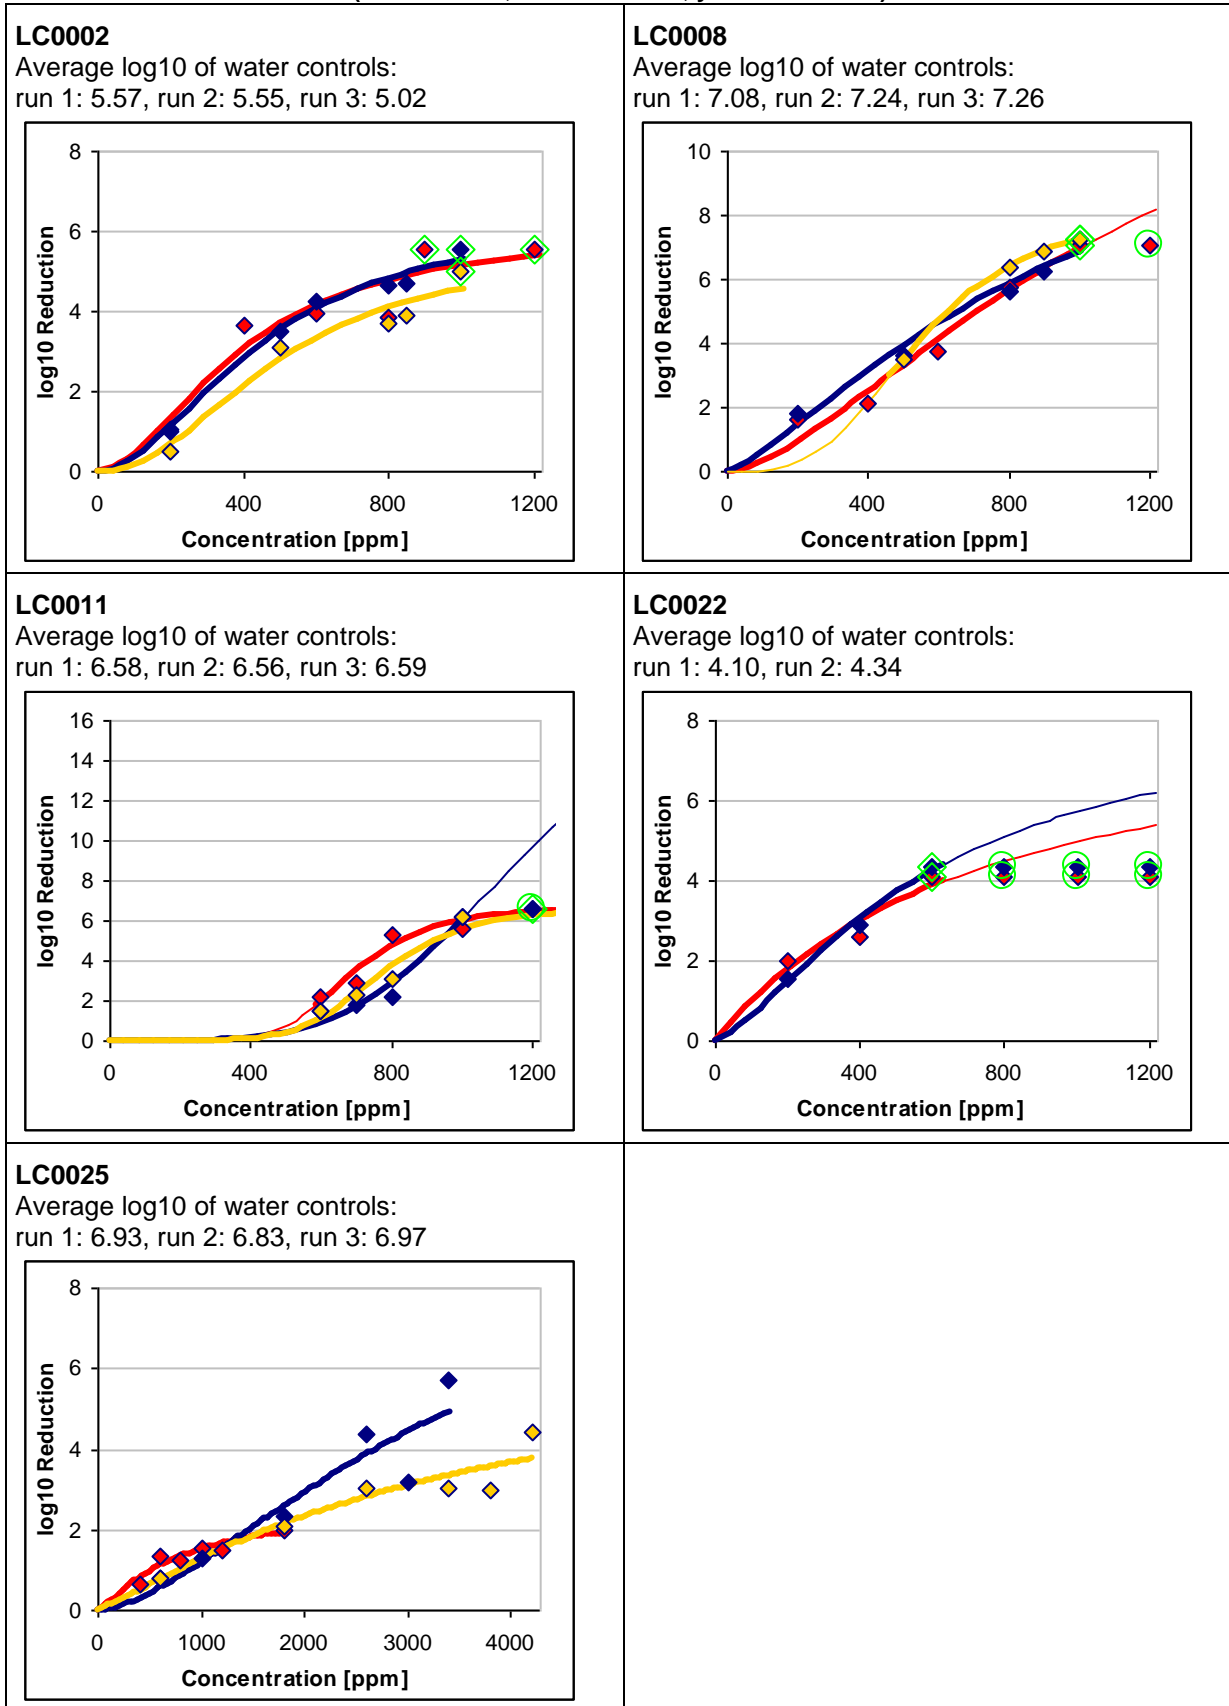 LC0002
Average log10 of water controls:
run 1: 5.57, run 2: 5.55, run 3: 5.02
8
6
4
2
0
log10 Reduction
0 400 800 1200
Concentration [ppm]
LC0008
Average log10 of water controls:
run 1: 7.08, run 2: 7.24, run 3: 7.26
10
8
6
4
2
0
log10 Reduction
0 400 800 1200
Concentration [ppm]
LC0011
Average log10 of water controls:
run 1: 6.58, run 2: 6.56, run 3: 6.59
16
14
12
10
8
6
4
2
0
log10 Reduction
0 400 800 1200
Concentration [ppm]
LC0022
Average log10 of water controls:
run 1: 4.10, run 2: 4.34
8
6
4
2
0
log10 Reduction
0 400 800 1200
Concentration [ppm]
LC0025
Average log10 of water controls:
run 1: 6.93, run 2: 6.83, run 3: 6.97
8
6
4
2
0
log10 Reduction
0 1000 2000 3000 4000
Concentration [ppm]